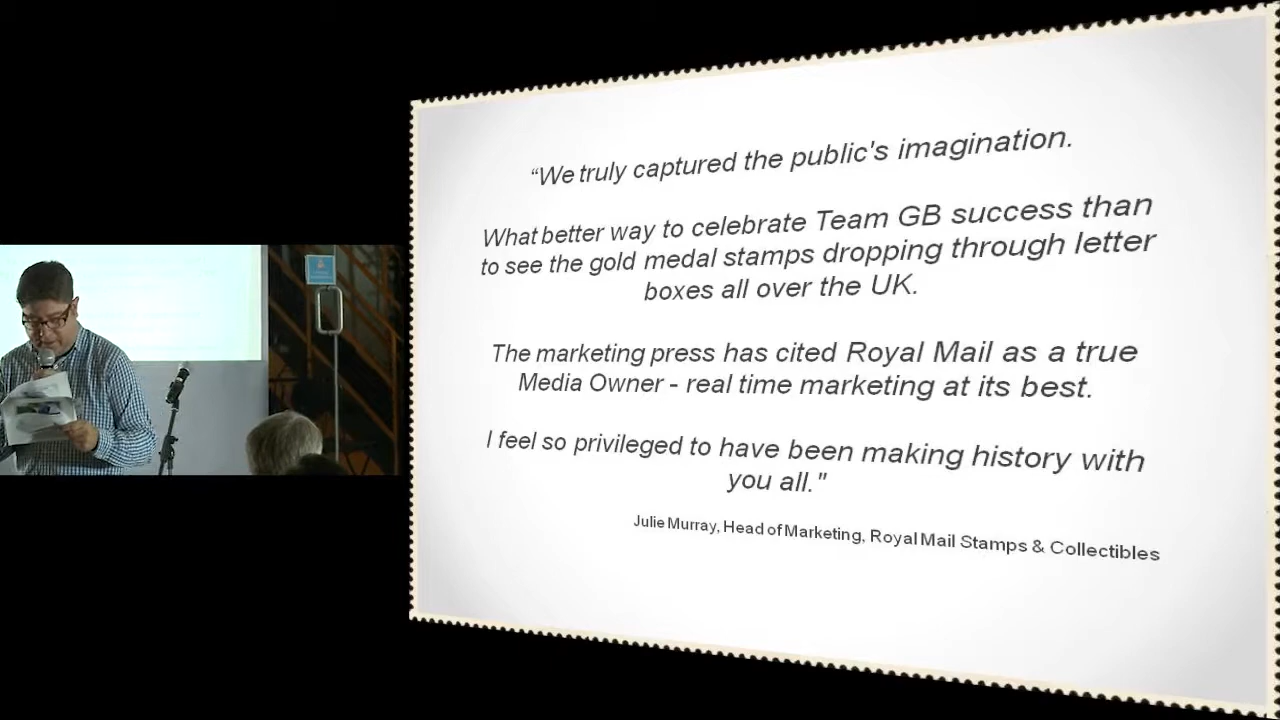 “We truly captured the public's imagination.
What better way to celebrate Team GB success than
to see the gold medal stamps dropping through letter
boxes all over the UK.
The marketing press has cited Royal Mail as a true
Media Owner - real time marketing at its best.
I feel so privileged to have been making history with
you all."
Julie Murray, Head of Marketing, Royal Mail Stamps & Collectibles